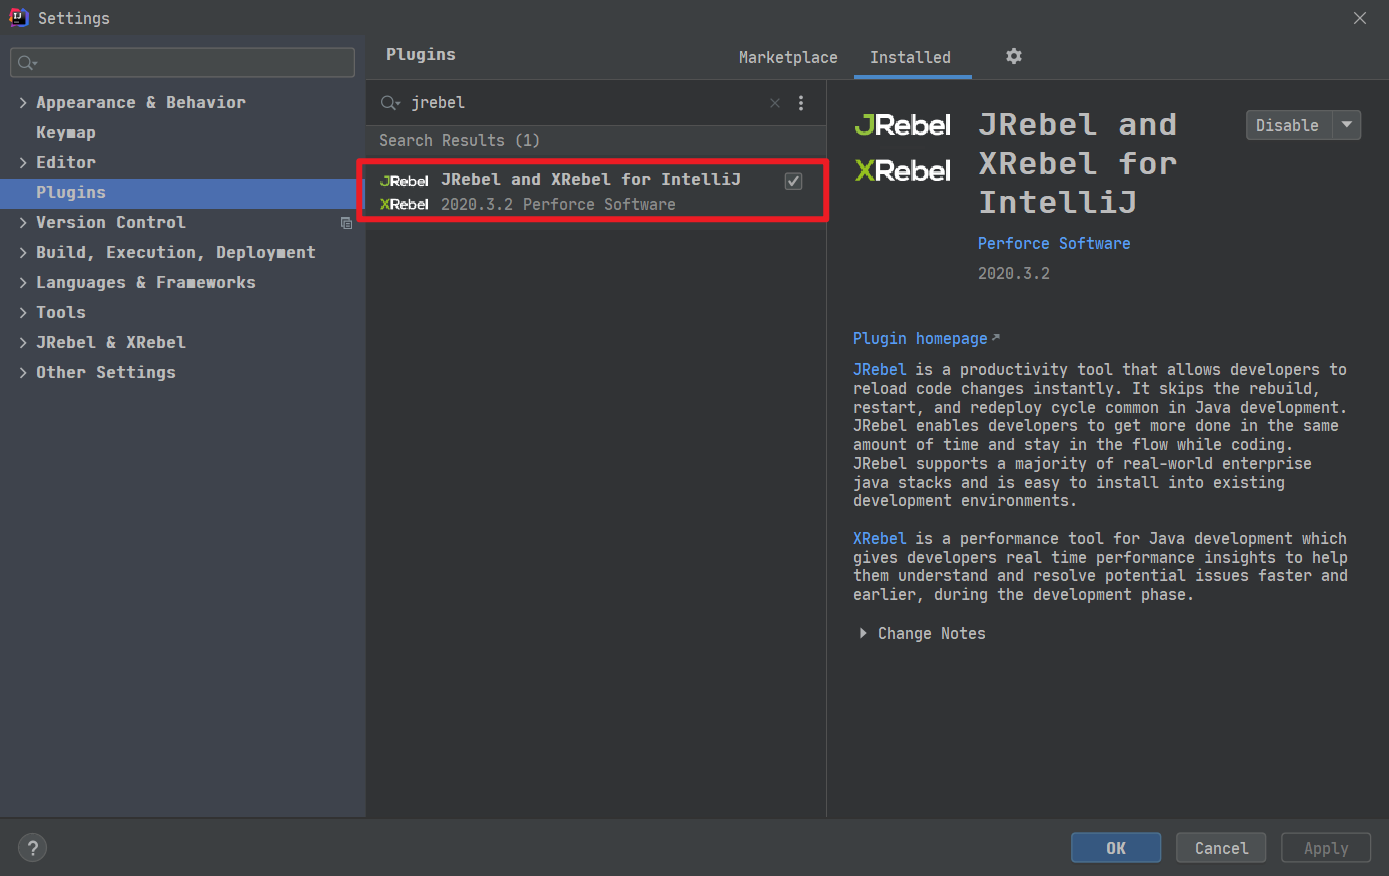 Settings
Appearance & Behavior
Keymap
Editor
Plugins
Version Control
Build, Execution, Deployment
Languages & Frameworks
Tools
JRebel & XRebel
Other Settings
Plugins
Marketplace
Installed
jrebel
Search Results (1)
JRebel
XRebel
JRebel and XRebel for IntelliJ
2020.3.2 Perforce Software
JRebel
XRebel
JRebel and
XRebel for
IntelliJ
Disable
Perforce Software
2020.3.2
Plugin homepage
JRebel is a productivity tool that allows developers to
reload code changes instantly. It skips the rebuild,
restart, and redeploy cycle common in Java development.
JRebel enables developers to get more done in the same
amount of time and stay in the flow while coding.
JRebel supports a majority of real-world enterprise
java stacks and is easy to install into existing
development environments.
XRebel is a performance tool for Java development which
gives developers real time performance insights to help
them understand and resolve potential issues faster and
earlier, during the development phase.
Change Notes
?
OK
Cancel
Apply